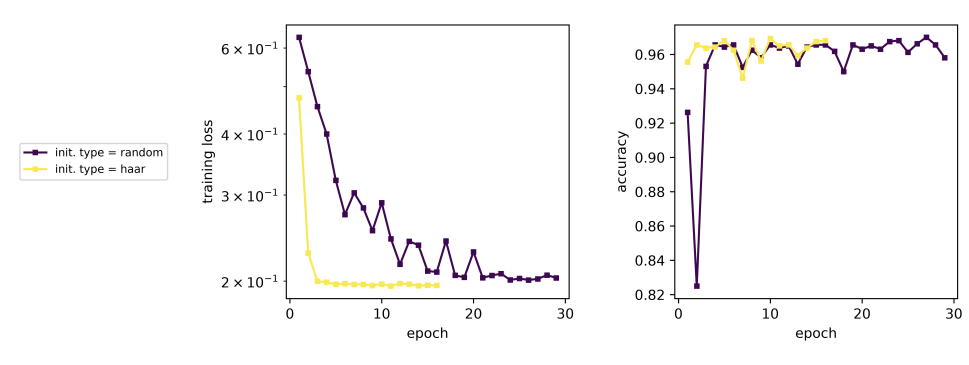 init. type = random
init. type = haar
training loss
6 × 10⁻¹
4 × 10⁻¹
3 × 10⁻¹
2 × 10⁻¹
0
10
20
30
epoch
accuracy
0.96
0.94
0.92
0.90
0.88
0.86
0.84
0.82
0
10
20
30
epoch